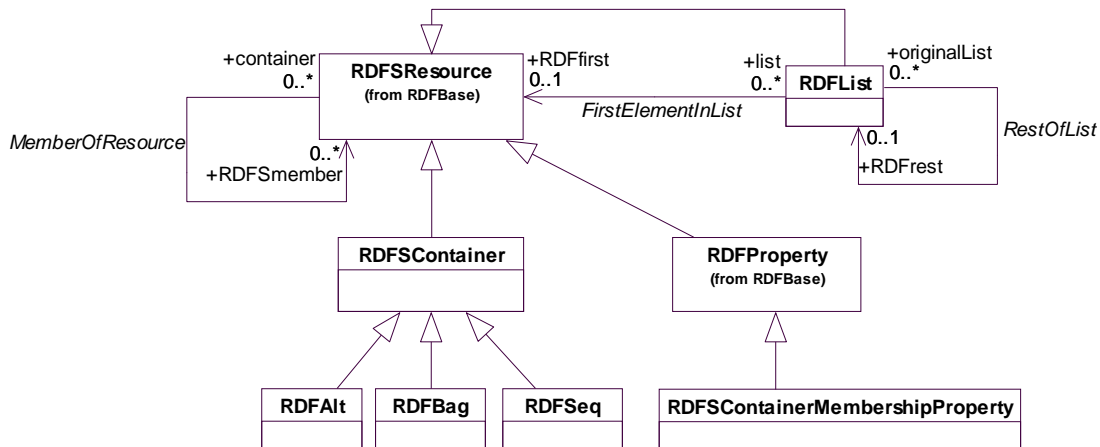 +container
0..*
RDFSResource
(from RDFBase)
+RDFfirst
0..1
+list
0..*
RDFList
+originalList
0..*
MemberOfResource
FirstElementInList
RestOfList
0..*
+RDFSmember
0..1
+RDFrest
RDFSContainer
RDFProperty
(from RDFBase)
RDFAlt
RDFBag
RDFSeq
RDFSContainerMembershipProperty